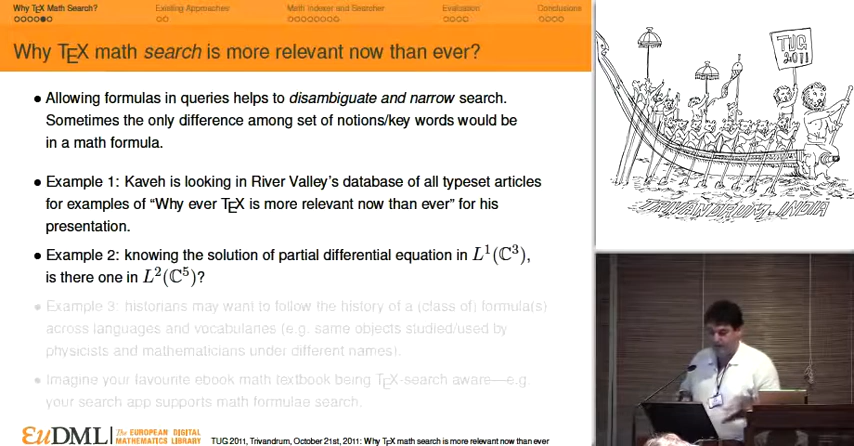 Why TEX Math Search? Existing Approaches Math Indexer and Searcher Evaluation Conclusions
Why TEX math search is more relevant now than ever?
• Allowing formulas in queries helps to disambiguate and narrow search.
Sometimes the only difference among set of notions/key words would be
in a math formula.
• Example 1: Kaveh is looking in River Valley's database of all typeset articles
for examples of "Why ever TEX is more relevant now than ever" for his
presentation.
• Example 2: knowing the solution of partial differential equation in L¹(ℂ³),
is there one in L²(ℂ⁵)?
• Example 3: historians may want to follow the history of a (class of) formula(s)
across languages and vocabularies (e.g. same objects studied/used by
physicists and mathematicians under different names).
• Imagine your favourite ebook math textbook being TEX-search aware—e.g.
your search app supports math formulae search.
EuDML THE EUROPEAN DIGITAL
MATHEMATICS LIBRARY
TUG 2011, Trivandrum, October 21st, 2011: Why TEX math search is more relevant now than ever
TUG
2011
TRIVANDRUM-INDIA